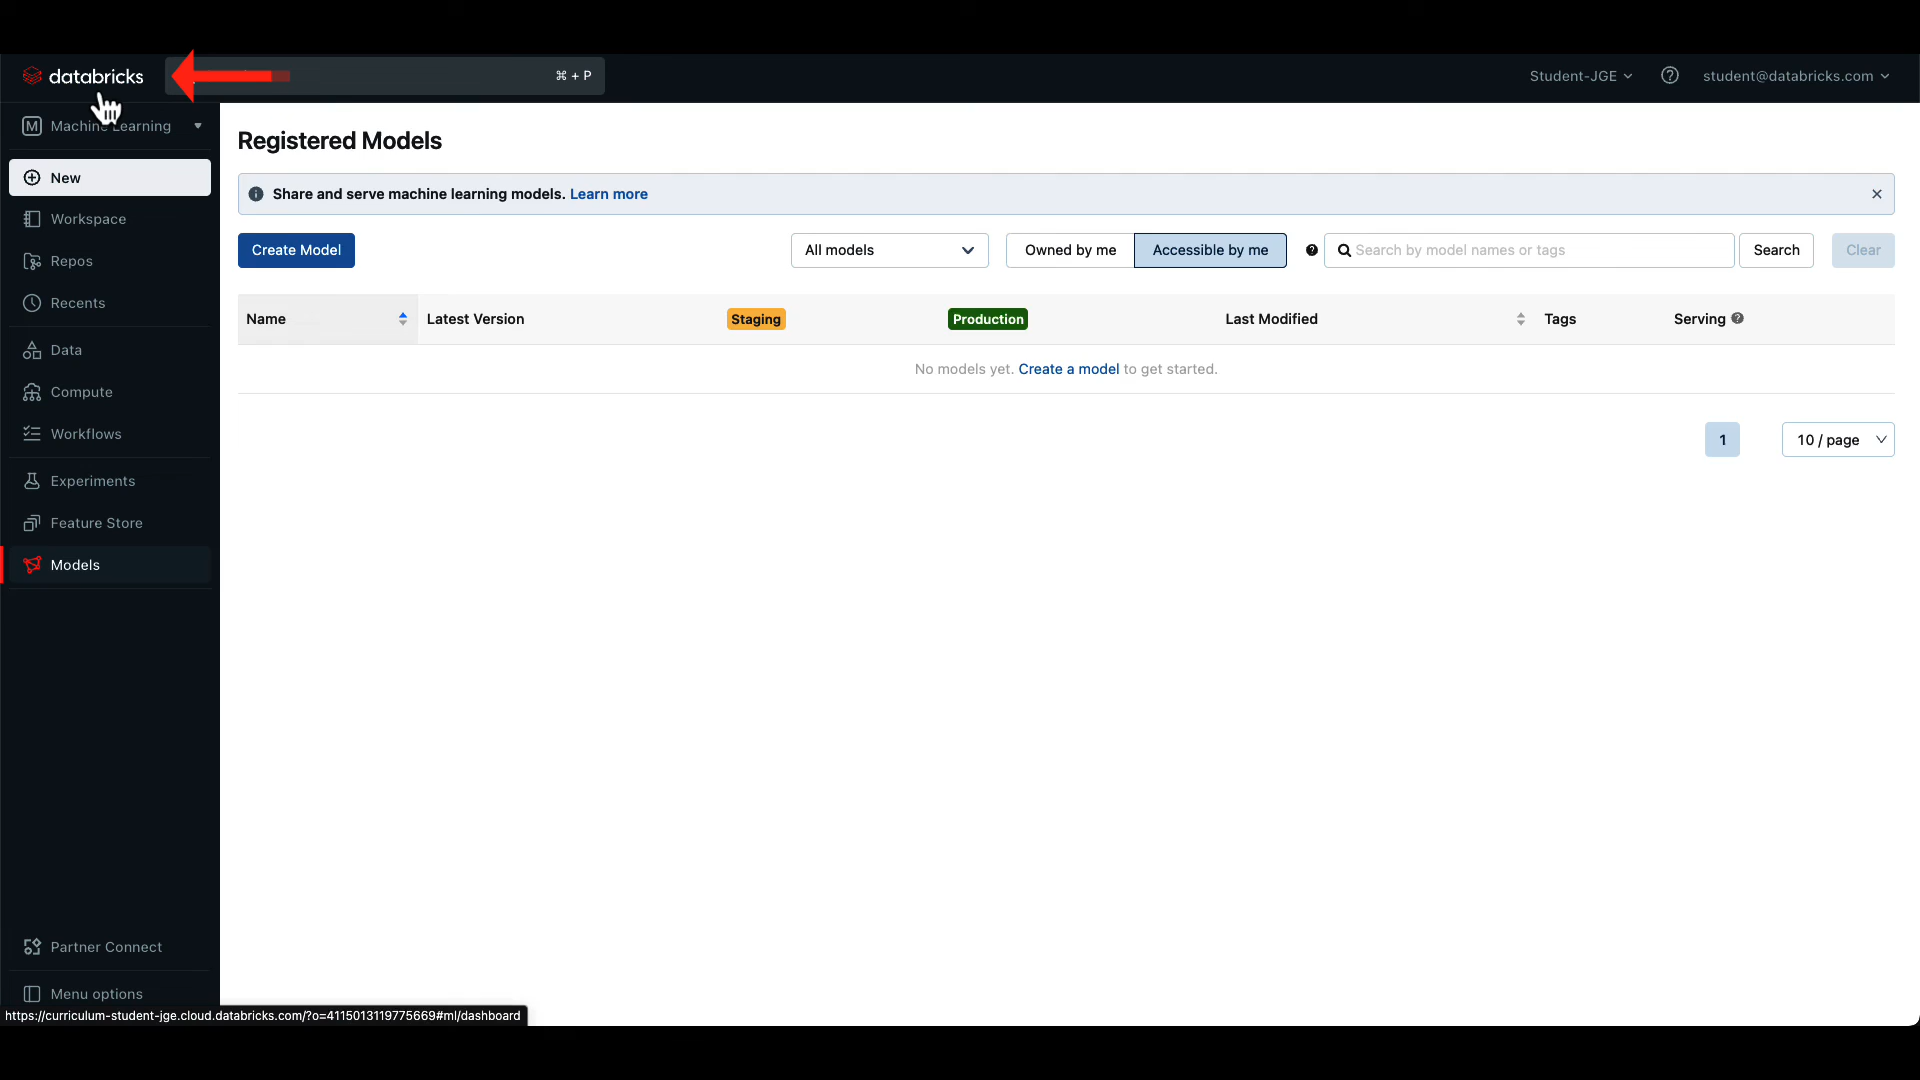 databricks
⌘ + P
Student-JGE
student@databricks.com
M Machine Learning
New
Workspace
Repos
Recents
Data
Compute
Workflows
Experiments
Feature Store
Models
Partner Connect
Menu options
Registered Models
Share and serve machine learning models. Learn more
Create Model
All models
Owned by me
Accessible by me
Search by model names or tags
Search
Clear
Name
Latest Version
Staging
Production
Last Modified
Tags
Serving
No models yet. Create a model to get started.
1
10 / page
https://curriculum-student-jge.cloud.databricks.com/?o=4115013119775669#ml/dashboard